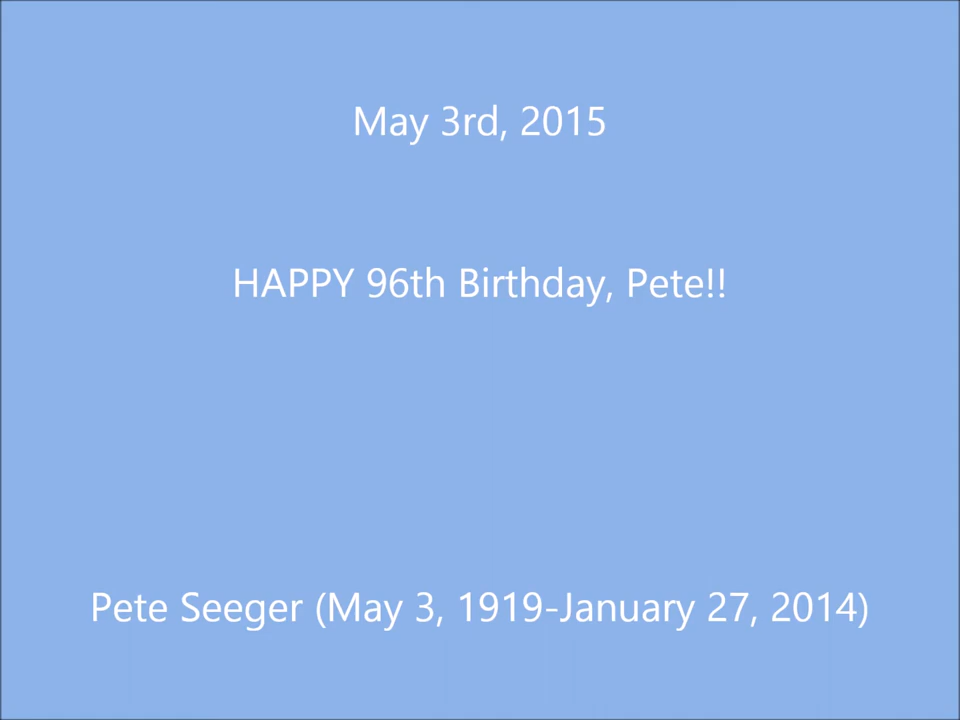 May 3rd, 2015
HAPPY 96th Birthday, Pete!!
Pete Seeger (May 3, 1919-January 27, 2014)